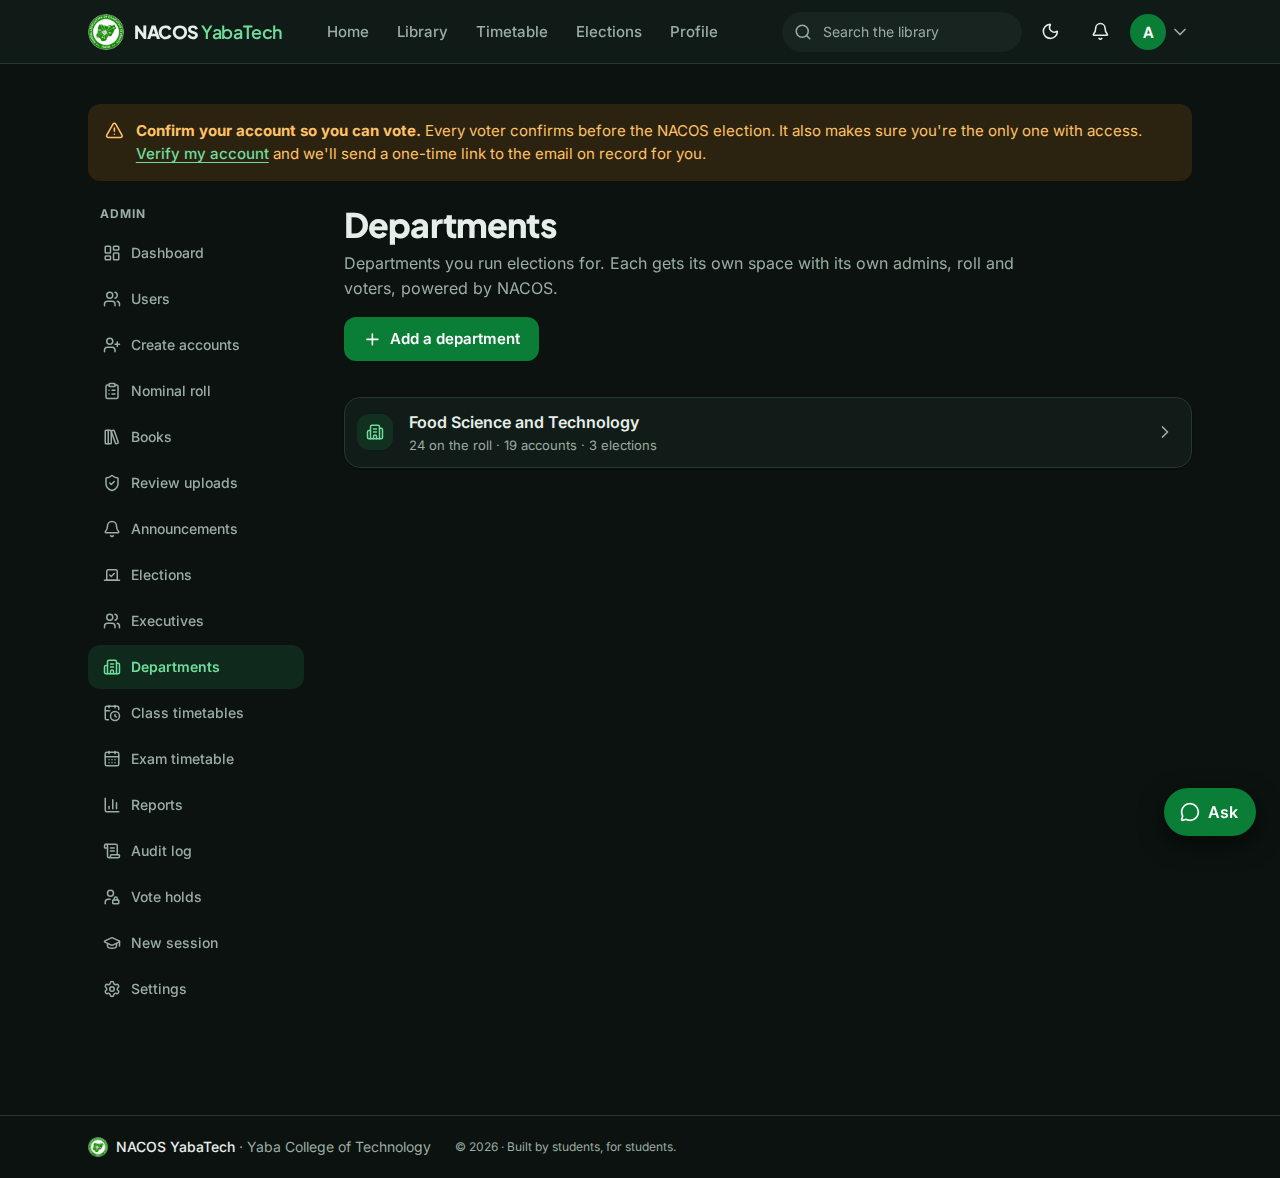 NACOS YabaTech
Home
Library
Timetable
Elections
Profile
Search the library
A
Confirm your account so you can vote. Every voter confirms before the NACOS election. It also makes sure you're the only one with access.
Verify my account and we'll send a one-time link to the email on record for you.
ADMIN
Dashboard
Users
Create accounts
Nominal roll
Books
Review uploads
Announcements
Elections
Executives
Departments
Class timetables
Exam timetable
Reports
Audit log
Vote holds
New session
Settings
Departments
Departments you run elections for. Each gets its own space with its own admins, roll and
voters, powered by NACOS.
Add a department
Food Science and Technology
24 on the roll · 19 accounts · 3 elections
Ask
NACOS YabaTech · Yaba College of Technology
© 2026 · Built by students, for students.